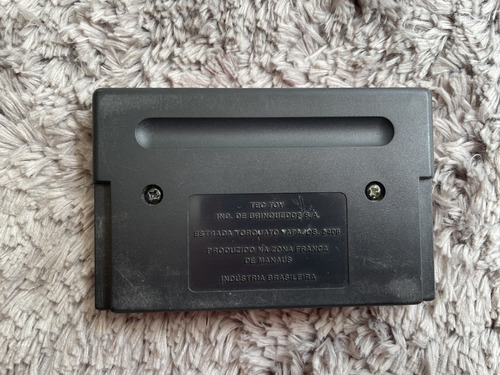 TEC TOY
IND. DE BRINQUEDOS S.A.
ESTRADA TORQUATO TAPAJÓS, 5408
PRODUZIDO NA ZONA FRANCA
DE MANAUS
INDÚSTRIA BRASILEIRA